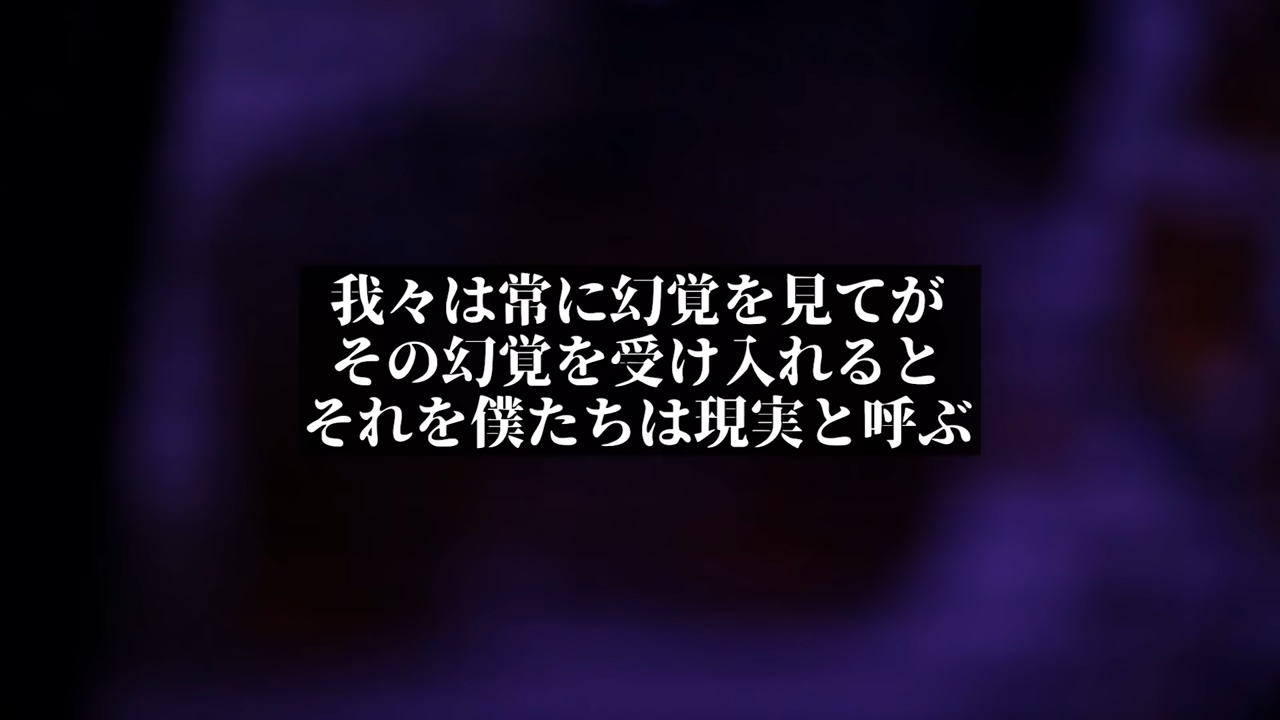 我々は常に幻覚を見てが
その幻覚を受け入れると
それを僕たちは現実と呼ぶ